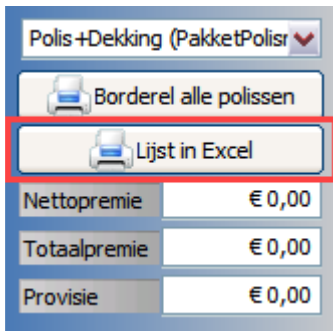 Polis+Dekking (PakketPolisr
Borderel alle polissen
Lijst in Excel
Nettopremie € 0,00
Totaalpremie € 0,00
Provisie € 0,00